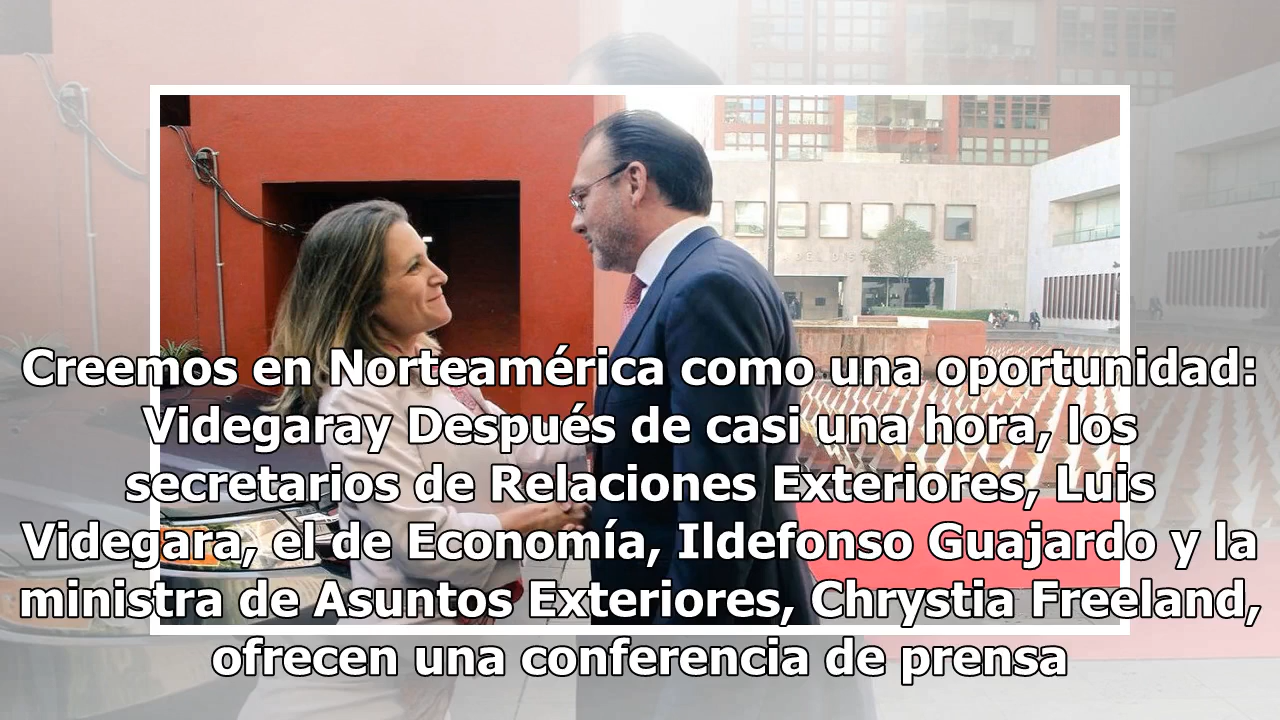 Creemos en Norteamérica como una oportunidad:
Videgaray Después de casi una hora, los
secretarios de Relaciones Exteriores, Luis
Videgara, el de Economía, Ildefonso Guajardo y la
ministra de Asuntos Exteriores, Chrystia Freeland,
ofrecen una conferencia de prensa